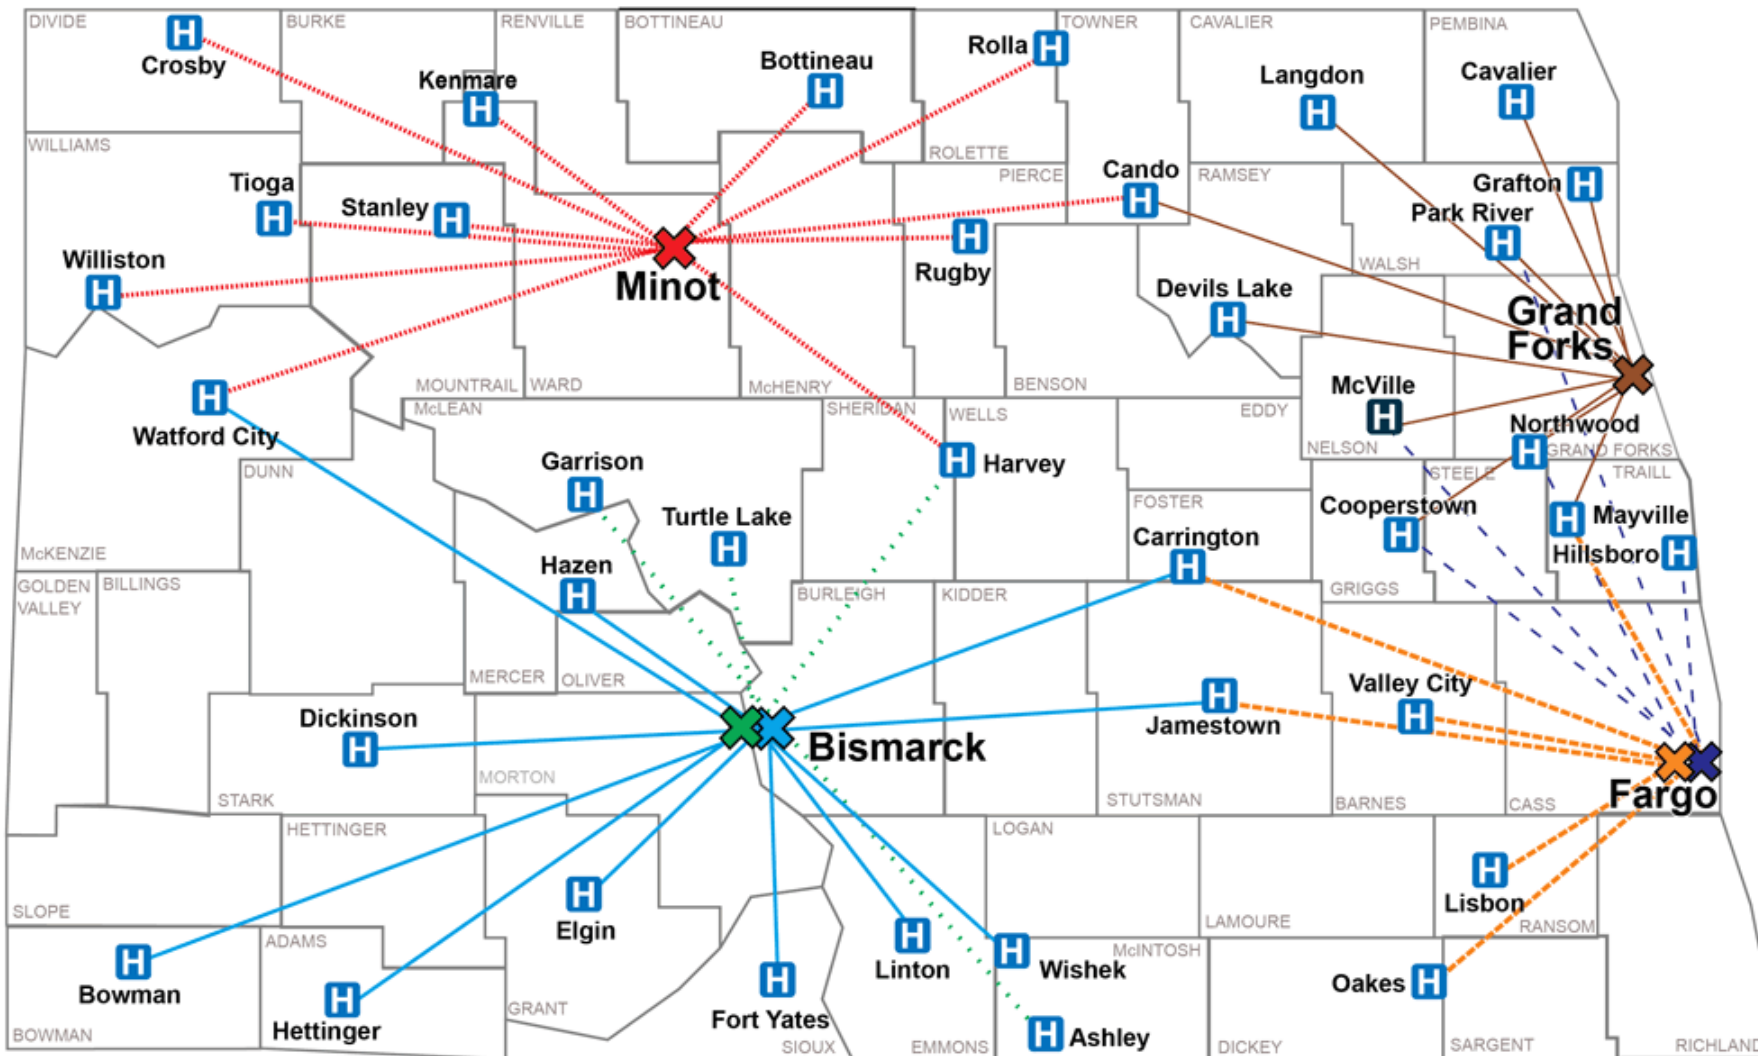 DIVIDE
BURKE
RENVILLE
BOTTINEAU
TOWNER
CAVALIER
PEMBINA
H
Crosby
Kenmare
H
Bottineau
H
Rolla H
Langdon
H
Cavalier
H
WILLIAMS
ROLETTE
PIERCE
Cando
H
RAMSEY
Grafton H
Tioga
H
Stanley H
Park River
H
Williston
H
Minot
H
Rugby
WALSH
Devils Lake
H
Grand
Forks
H
Watford City
MOUNTRAIL
WARD
McHENRY
BENSON
McVille
H
McLEAN
SHERIDAN
WELLS
EDDY
NELSON
Northwood
H
GRAND FORKS
DUNN
Garrison
H
H Harvey
STEELE
TRAILL
Turtle Lake
H
FOSTER
Cooperstown
H
H Mayville
Hillsboro H
McKENZIE
Hazen
H
Carrington
H
GOLDEN
VALLEY
BILLINGS
BURLEIGH
KIDDER
GRIGGS
MERCER
OLIVER
Dickinson
H
H
Jamestown
Valley City
H
Bismarck
MORTON
STARK
STUTSMAN
BARNES
CASS
Fargo
HETTINGER
LOGAN
SLOPE
H
Elgin
LAMOURE
H
Lisbon
RANSOM
ADAMS
H
Bowman
H
Linton
H Wishek
McINTOSH
H
Hettinger
H
Fort Yates
Oakes H
BOWMAN
GRANT
SIOUX
EMMONS
H Ashley
DICKEY
SARGENT
RICHLAND